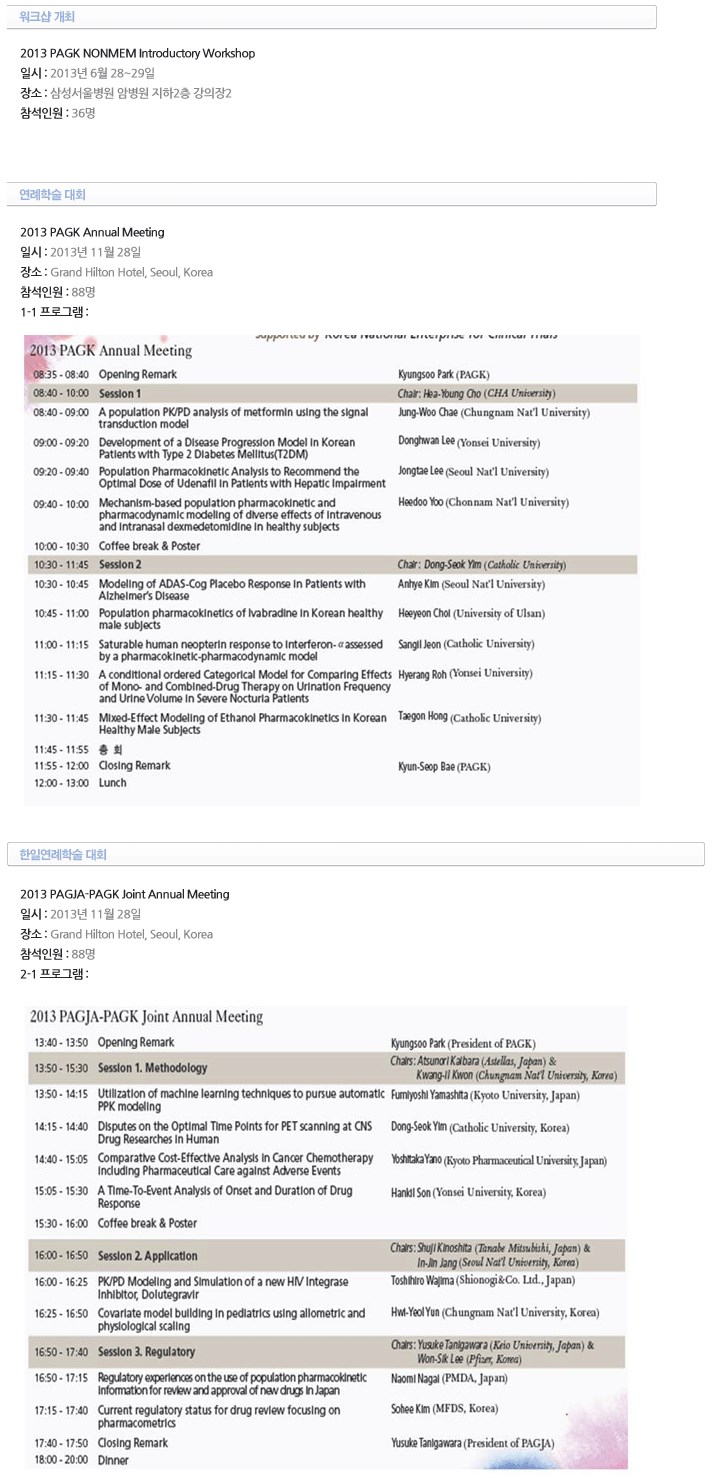 워크샵 개최
2013 PAGK NONMEM Introductory Workshop
일시 : 2013년 6월 28~29일
장소 : 삼성서울병원 암병원 지하2층 강의장2
참석인원 : 36명
연례학술 대회
2013 PAGK Annual Meeting
일시 : 2013년 11월 28일
장소 : Grand Hilton Hotel, Seoul, Korea
참석인원 : 88명
1-1 프로그램 :
Supported by Korea National Enterprise for Clinical Trials
2013 PAGK Annual Meeting
08:35 - 08:40 Opening Remark Kyungsoo Park (PAGK)
08:40 - 10:00 Session 1 Chair: Hea-Young Cho (CHA University)
08:40 - 09:00 A population PK/PD analysis of metformin using the signal Jung-Woo Chae (Chungnam Nat'l University)
transduction model
09:00 - 09:20 Development of a Disease Progression Model in Korean Donghwan Lee (Yonsei University)
Patients with Type 2 Diabetes Mellitus(T2DM)
09:20 - 09:40 Population Pharmacokinetic Analysis to Recommend the Jongtae Lee (Seoul Nat'l University)
Optimal Dose of Udenafil in Patients with Hepatic Impairment
09:40 - 10:00 Mechanism-based population pharmacokinetic and Heedoo Yoo (Chonnam Nat'l University)
pharmacodynamic modeling of diverse effects of intravenous
and intranasal dexmedetomidine in healthy subjects
10:00 - 10:30 Coffee break & Poster
10:30 - 11:45 Session 2 Chair: Dong-Seok Yim (Catholic University)
10:30 - 10:45 Modeling of ADAS-Cog Placebo Response in Patients with Anhye Kim (Seoul Nat'l University)
Alzheimer's Disease
10:45 - 11:00 Population pharmacokinetics of Ivabradine in Korean healthy Heeyeon Choi (University of Ulsan)
male subjects
11:00 - 11:15 Saturable human neopterin response to interferon-α assessed Sangil Jeon (Catholic University)
by a pharmacokinetic-pharmacodynamic model
11:15 - 11:30 A conditional ordered Categorical Model for Comparing Effects Hyerang Roh (Yonsei University)
of Mono- and Combined-Drug Therapy on Urination Frequency
and Urine Volume in Severe Nocturia Patients
11:30 - 11:45 Mixed-Effect Modeling of Ethanol Pharmacokinetics in Korean Taegon Hong (Catholic University)
Healthy Male Subjects
11:45 - 11:55 총 회
11:55 - 12:00 Closing Remark Kyun-Seop Bae (PAGK)
12:00 - 13:00 Lunch
한일연례학술 대회
2013 PAGJA-PAGK Joint Annual Meeting
일시 : 2013년 11월 28일
장소 : Grand Hilton Hotel, Seoul, Korea
참석인원 : 88명
2-1 프로그램 :
2013 PAGJA-PAGK Joint Annual Meeting
13:40 - 13:50 Opening Remark Kyungsoo Park (President of PAGK)
13:50 - 15:30 Session 1. Methodology Chairs: Atsunori Kaibara (Astellas, Japan) &
Kwang-il Kwon (Chungnam Nat'l University, Korea)
13:50 - 14:15 Utilization of machine learning techniques to pursue automatic Fumiyoshi Yamashita (Kyoto University, Japan)
PPK modeling
14:15 - 14:40 Disputes on the Optimal Time Points for PET scanning at CNS Dong-Seok Yim (Catholic University, Korea)
Drug Researches in Human
14:40 - 15:05 Comparative Cost-Effective Analysis in Cancer Chemotherapy Yoshitaka Yano (Kyoto Pharmaceutical University, Japan)
including Pharmaceutical Care against Adverse Events
15:05 - 15:30 A Time-To-Event Analysis of Onset and Duration of Drug Hankil Son (Yonsei University, Korea)
Response
15:30 - 16:00 Coffee break & Poster
16:00 - 16:50 Session 2. Application Chairs: Shuji Kinoshita (Tanabe Mitsubishi, Japan) &
In-Jin Jang (Seoul Nat'l University, Korea)
16:00 - 16:25 PK/PD Modeling and Simulation of a new HIV Integrase Toshihiro Wajima (Shionogi&Co. Ltd., Japan)
Inhibitor, Dolutegravir
16:25 - 16:50 Covariate model building in pediatrics using allometric and Hwi-Yeol Yun (Chungnam Nat'l University, Korea)
physiological scaling
16:50 - 17:40 Session 3. Regulatory Chairs: Yusuke Tanigawara (Keio University, Japan) &
Won-Sik Lee (Pfizer, Korea)
16:50 - 17:15 Regulatory experiences on the use of population pharmacokinetic Naomi Nagai (PMDA, Japan)
information for review and approval of new drugs in Japan
17:15 - 17:40 Current regulatory status for drug review focusing on Sohee Kim (MFDS, Korea)
pharmacometrics
17:40 - 17:50 Closing Remark Yusuke Tanigawara (President of PAGJA)
18:00 - 20:00 Dinner